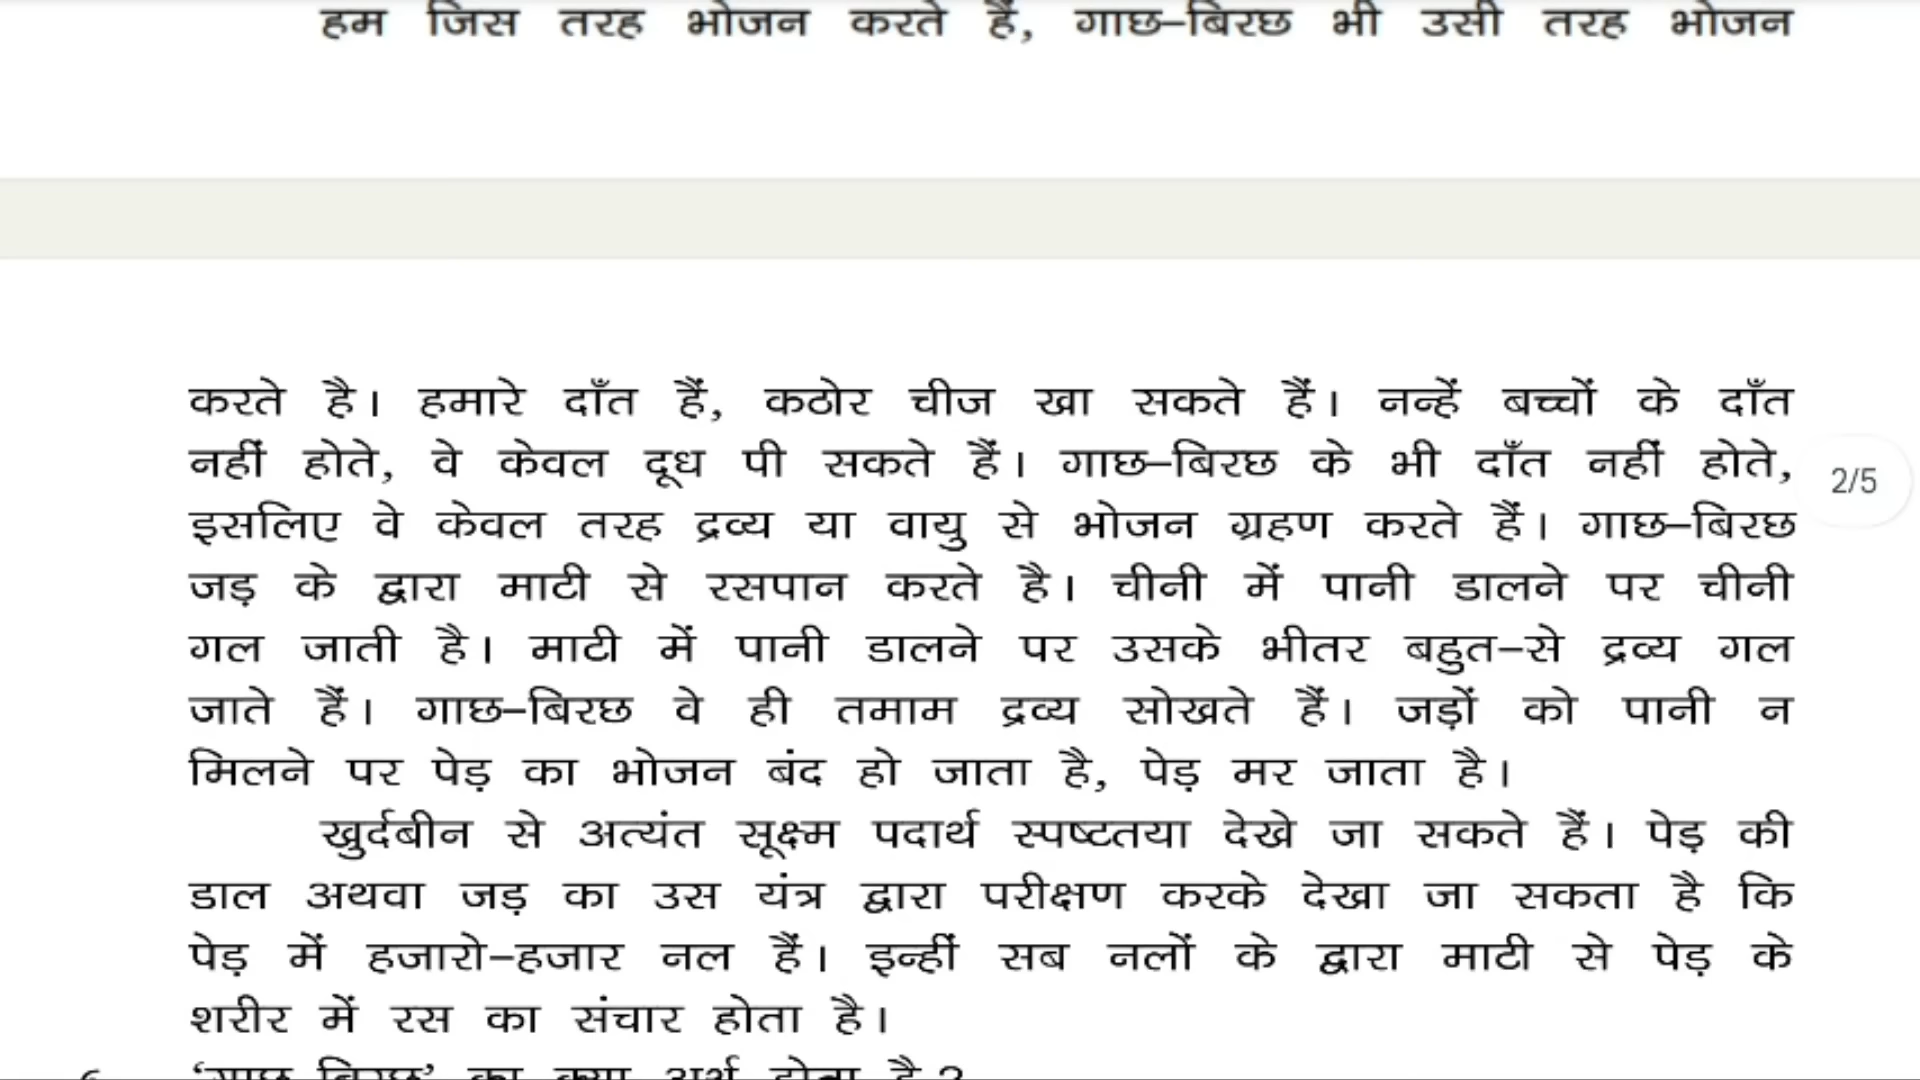 हम जिस तरह भोजन करते हैं, गाछ–बिरछ भी उसी तरह भोजन
करते है। हमारे दाँत हैं, कठोर चीज खा सकते हैं। नन्हें बच्चों के दाँत
नहीं होते, वे केवल दूध पी सकते हैं। गाछ–बिरछ के भी दाँत नहीं होते,
2/5
इसलिए वे केवल तरह द्रव्य या वायु से भोजन ग्रहण करते हैं। गाछ–बिरछ
जड़ के द्वारा माटी से रसपान करते है। चीनी में पानी डालने पर चीनी
गल जाती है। माटी में पानी डालने पर उसके भीतर बहुत–से द्रव्य गल
जाते हैं। गाछ–बिरछ वे ही तमाम द्रव्य सोखते हैं। जड़ों को पानी न
मिलने पर पेड़ का भोजन बंद हो जाता है, पेड़ मर जाता है।
खुर्दबीन से अत्यंत सूक्ष्म पदार्थ स्पष्टतया देखे जा सकते हैं। पेड़ की
डाल अथवा जड़ का उस यंत्र द्वारा परीक्षण करके देखा जा सकता है कि
पेड़ में हजारो–हजार नल हैं। इन्हीं सब नलों के द्वारा माटी से पेड़ के
शरीर में रस का संचार होता है।
‘गाछ बिरछ’ का क्या अर्थ होता है ?